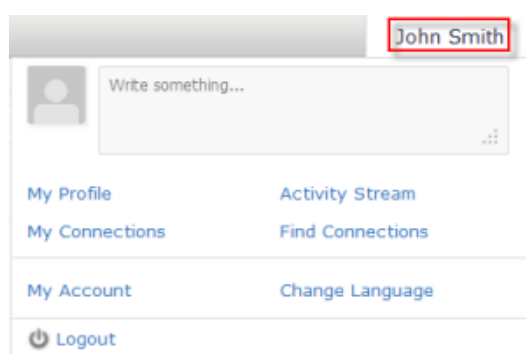 John Smith
Write something...
My Profile Activity Stream
My Connections Find Connections
My Account Change Language
Logout